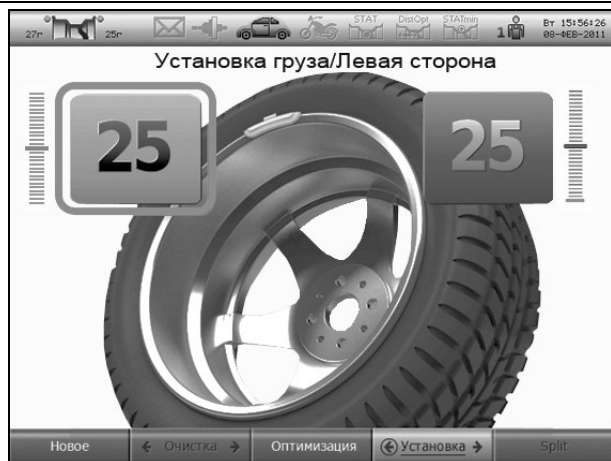 27г 25г STAT DistOpt STATmin 1 Вт 15:56:26
08-ФЕВ-2011
Установка груза/Левая сторона
25 25
Новое Очистка Оптимизация Установка Split